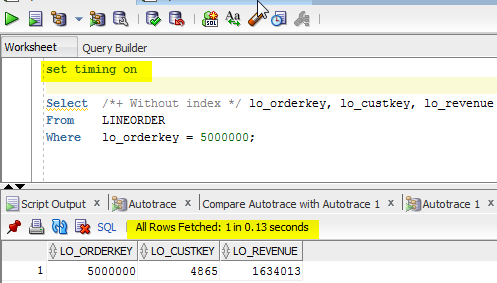 Worksheet Query Builder
set timing on
Select /*+ Without index */ lo_orderkey, lo_custkey, lo_revenue
From LINEORDER
Where lo_orderkey = 5000000;
Script Output x Autotrace x Compare Autotrace with Autotrace 1 x Autotrace 1 x
SQL All Rows Fetched: 1 in 0.13 seconds
LO_ORDERKEY LO_CUSTKEY LO_REVENUE
1 5000000 4865 1634013